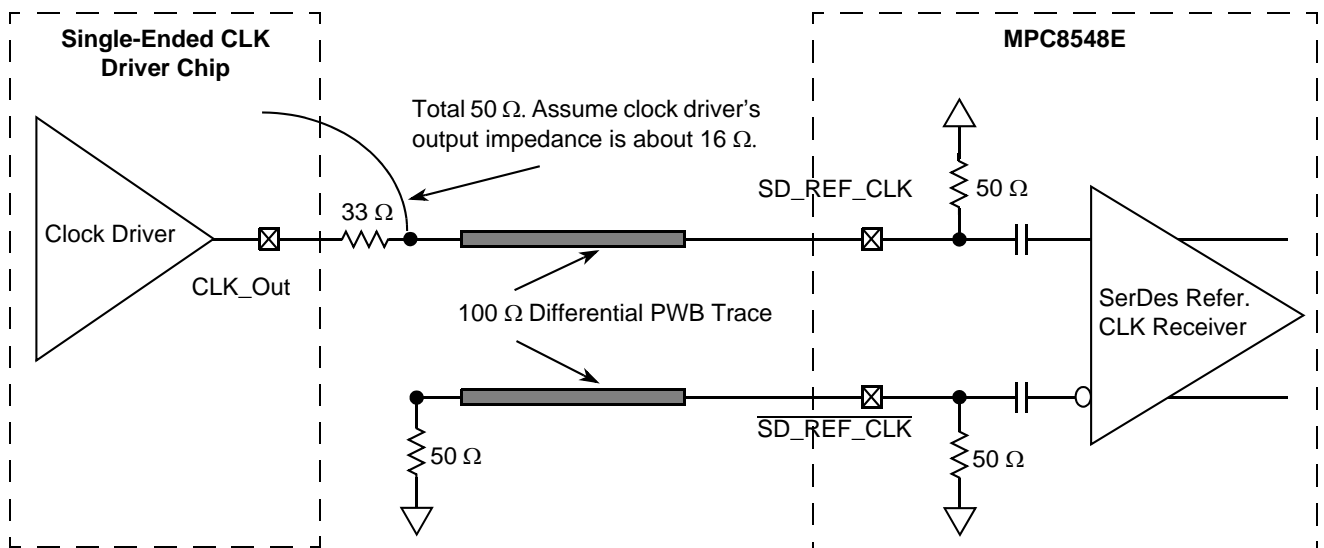 Single-Ended CLK
Driver Chip
MPC8548E
Total 50 Ω. Assume clock driver's
output impedance is about 16 Ω.
SD_REF_CLK
50 Ω
33 Ω
Clock Driver
CLK_Out
100 Ω Differential PWB Trace
SerDes Refer.
CLK Receiver
SD_REF_CLK
50 Ω
50 Ω